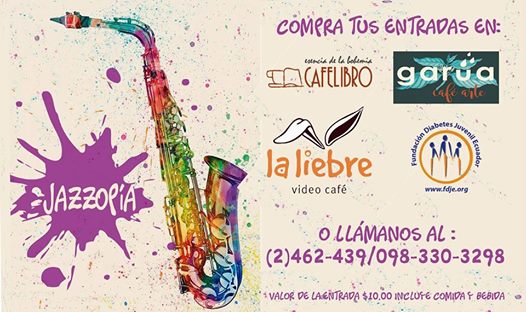 JAZZOPÍA
COMPRA TUS ENTRADAS EN:
esencia de la bohemia
CAFELIBRO
garúa
café arte
la liebre
video café
Fundación Diabetes Juvenil Ecuador
www.fdje.org
O LLÁMANOS AL :
(2)462-439/098-330-3298
VALOR DE LA ENTRADA $10,00 INCLUYE COMIDA Y BEBIDA